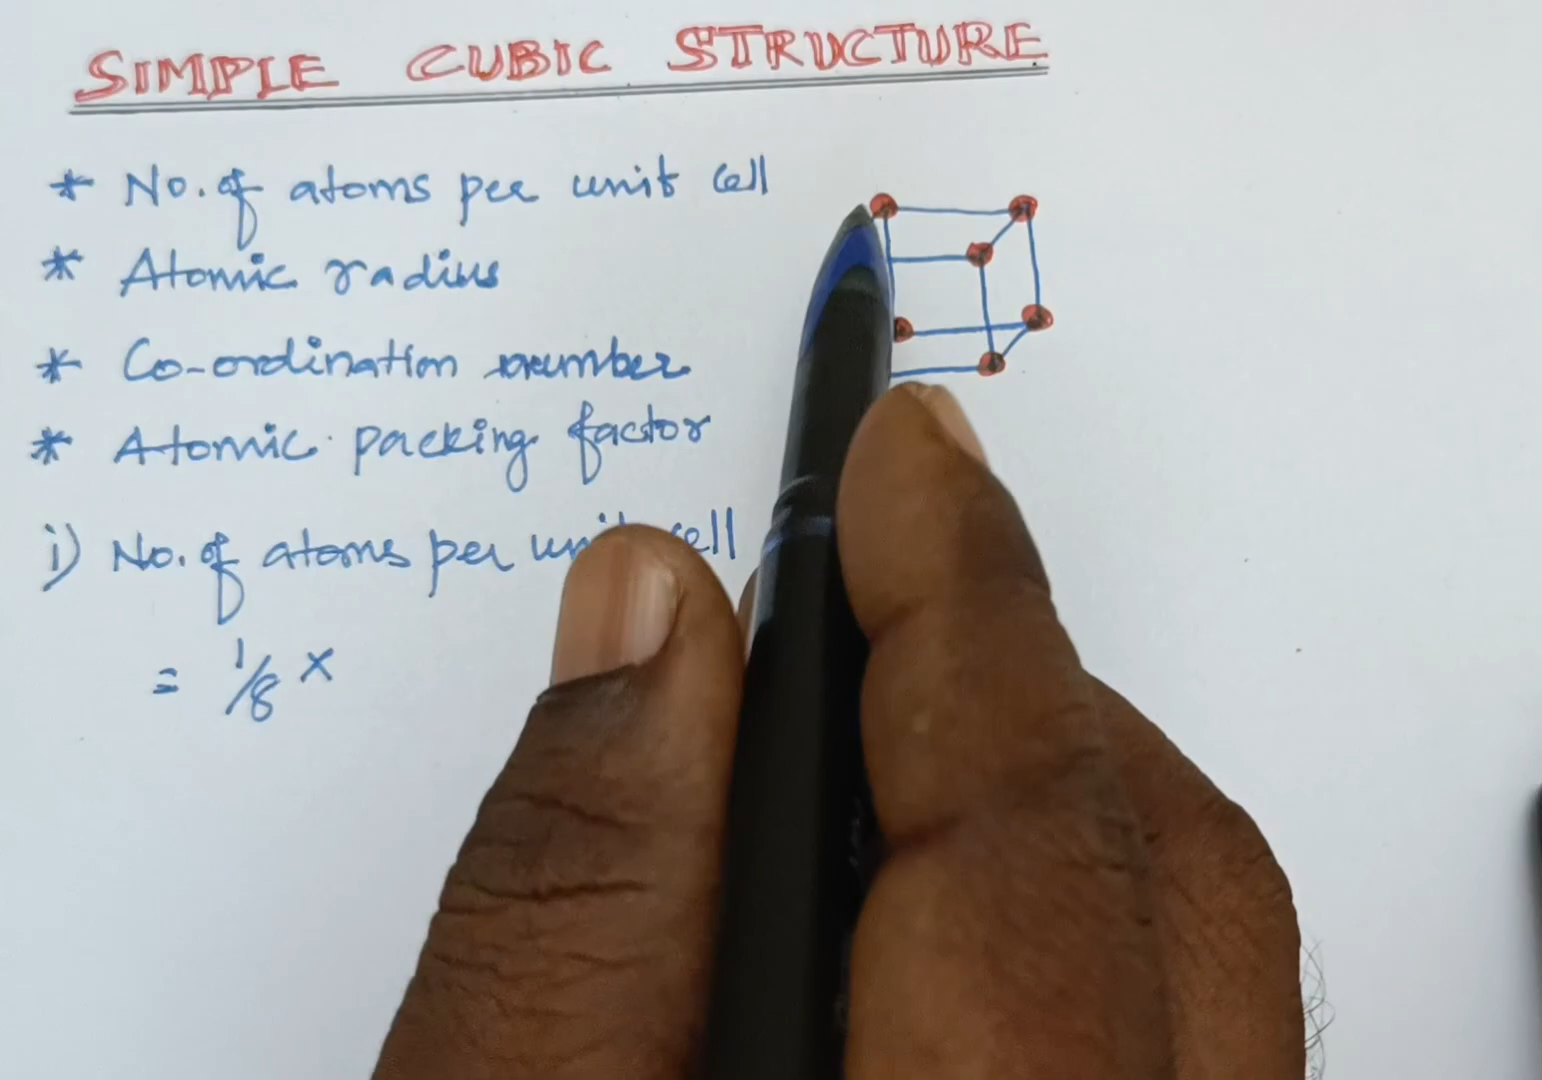 SIMPLE CUBIC STRUCTURE
* No. of atoms per unit cell
* Atomic radius
* Co-ordination number
* Atomic packing factor
i) No. of atoms per unit cell
= 1/8 ×